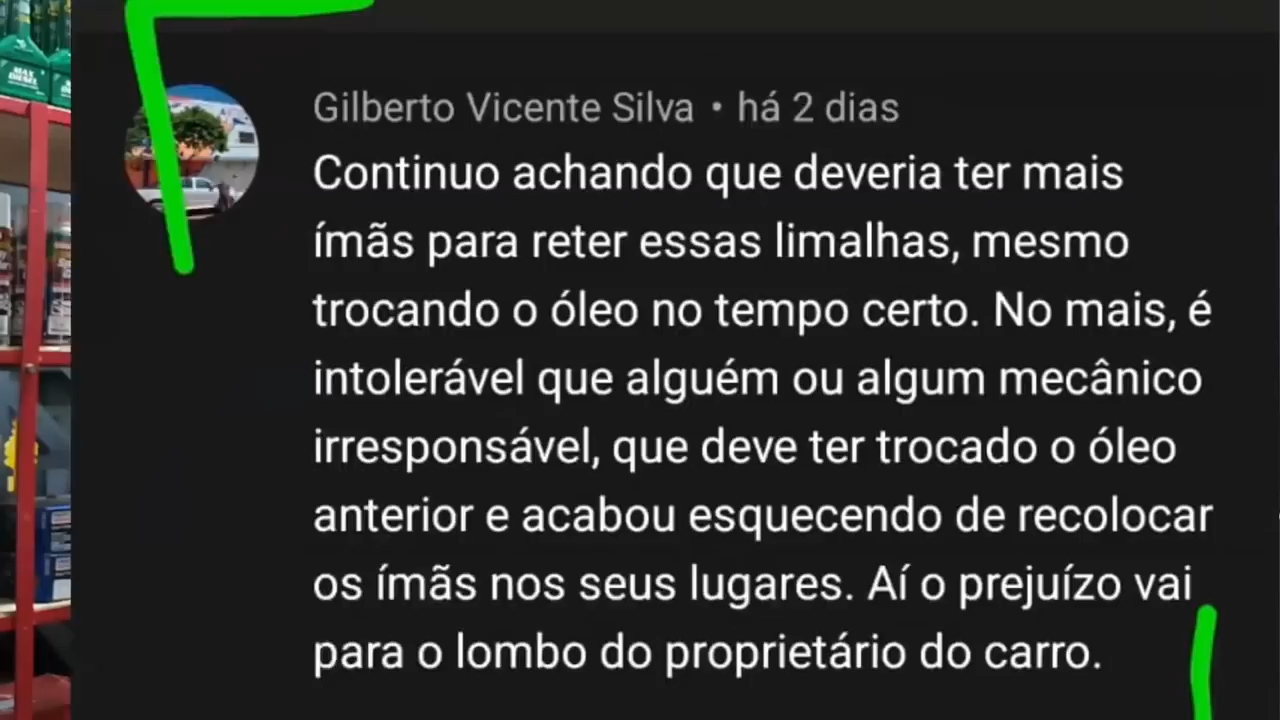 MAX
DIESEL
Gilberto Vicente Silva • há 2 dias
Continuo achando que deveria ter mais
ímãs para reter essas limalhas, mesmo
trocando o óleo no tempo certo. No mais, é
intolerável que alguém ou algum mecânico
irresponsável, que deve ter trocado o óleo
anterior e acabou esquecendo de recolocar
os ímãs nos seus lugares. Aí o prejuízo vai
para o lombo do proprietário do carro.